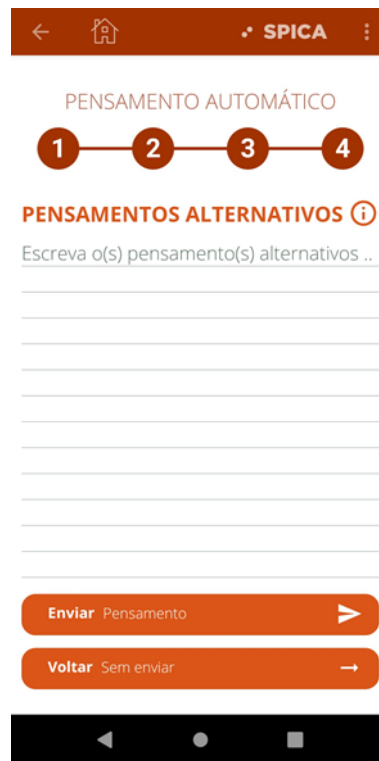 SPICA
PENSAMENTO AUTOMÁTICO
1 2 3 4
PENSAMENTOS ALTERNATIVOS i
Escreva o(s) pensamento(s) alternativos ..
Enviar Pensamento
Voltar Sem enviar